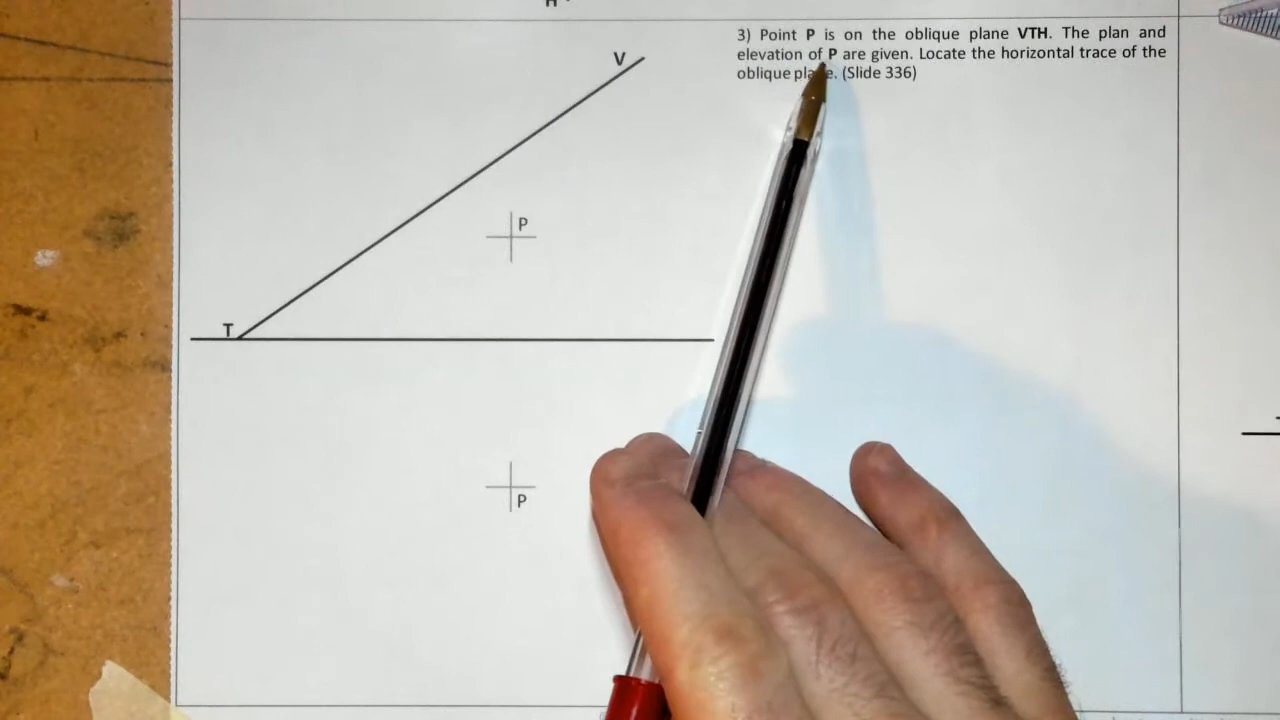 H
3) Point P is on the oblique plane VTH. The plan and
elevation of P are given. Locate the horizontal trace of the
oblique plane. (Slide 336)
V
P
T
P